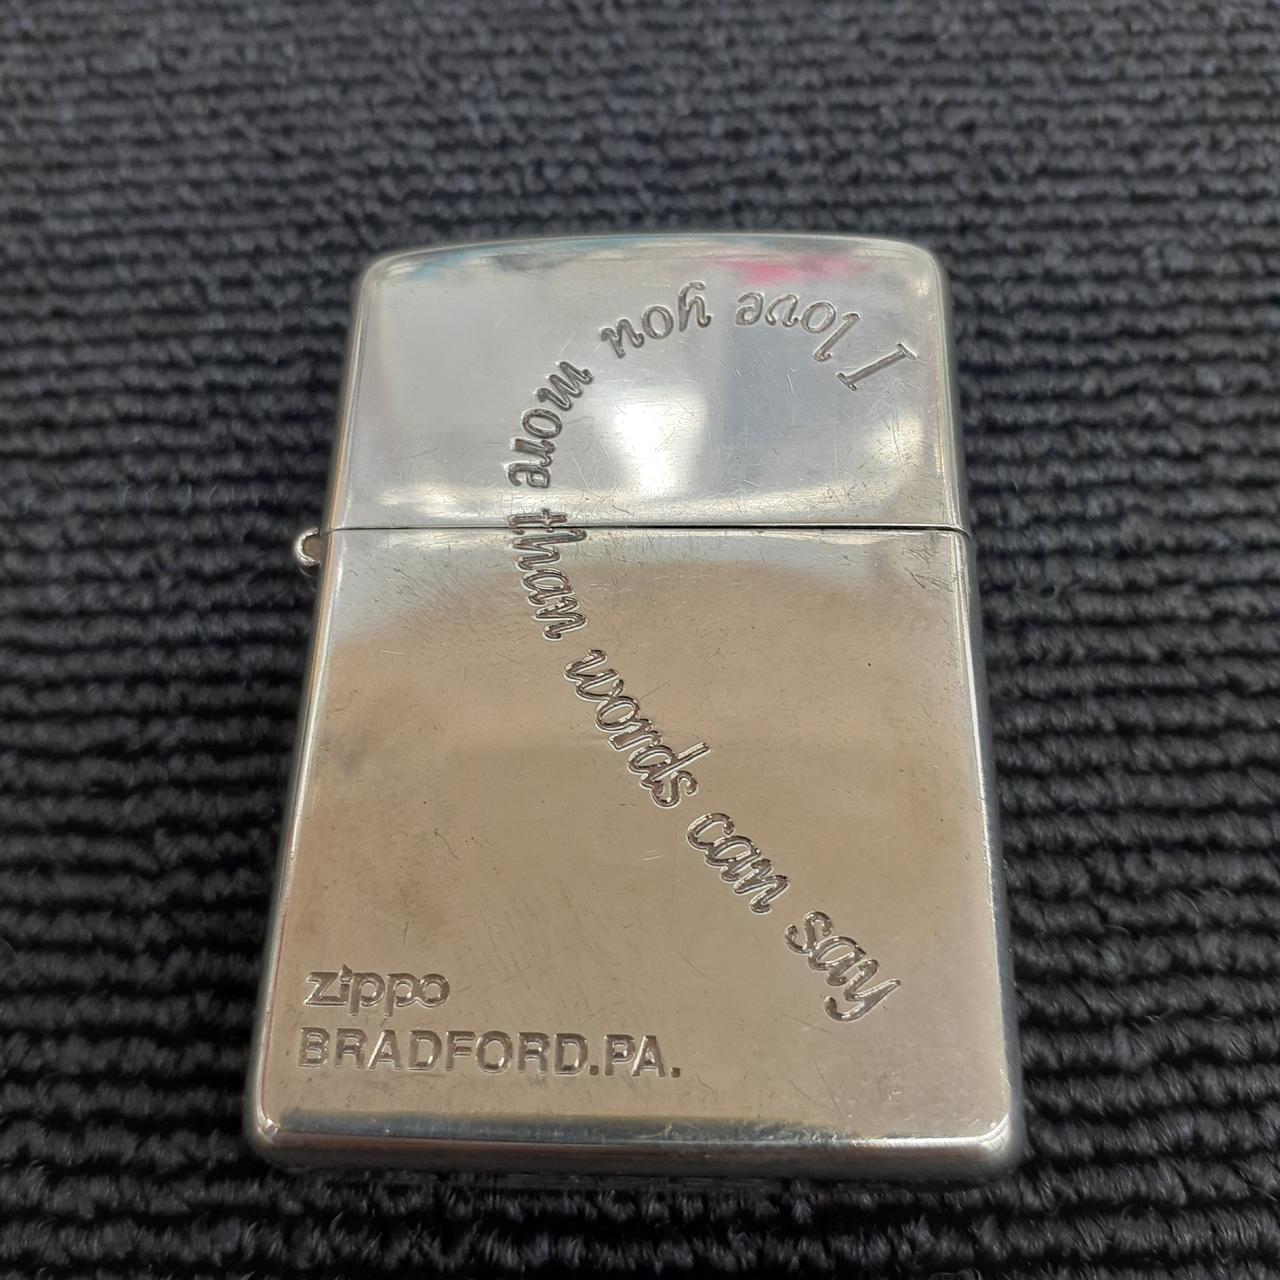 I love you more than words can say
zippo
BRADFORD.PA.